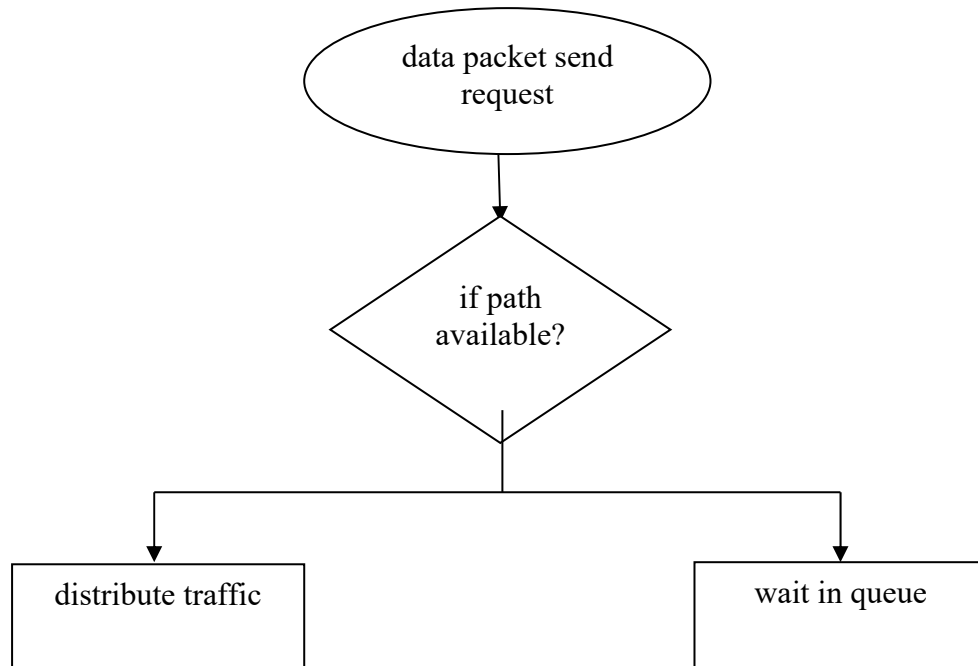 data packet send
request
if path
available?
distribute traffic
wait in queue